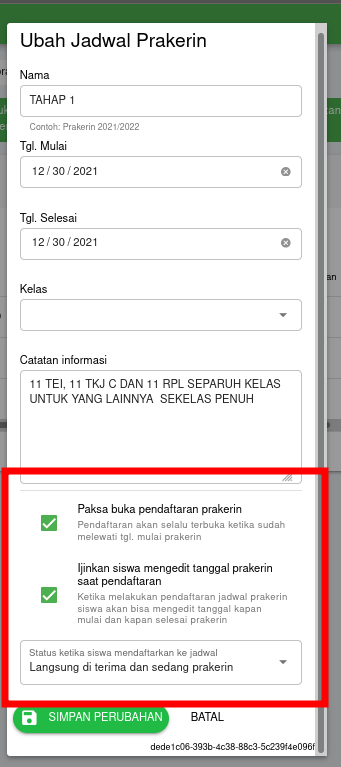 Ubah Jadwal Prakerin
Nama
TAHAP 1
Contoh: Prakerin 2021/2022
Tgl. Mulai
12 / 30 / 2021
Tgl. Selesai
12 / 30 / 2021
Kelas
Catatan informasi
11 TEI, 11 TKJ C DAN 11 RPL SEPARUH KELAS
UNTUK YANG LAINNYA  SEKELAS PENUH
Paksa buka pendaftaran prakerin
Pendaftaran akan selalu terbuka ketika sudah
melewati tgl. mulai prakerin
Ijinkan siswa mengedit tanggal prakerin
saat pendaftaran
Ketika melakukan pendaftaran jadwal prakerin
siswa akan bisa mengedit tanggal kapan
mulai dan kapan selesai prakerin
Status ketika siswa mendaftarkan ke jadwal
Langsung di terima dan sedang prakerin
SIMPAN PERUBAHAN
BATAL
dede1c06-393b-4c38-88c3-5c239f4e096f